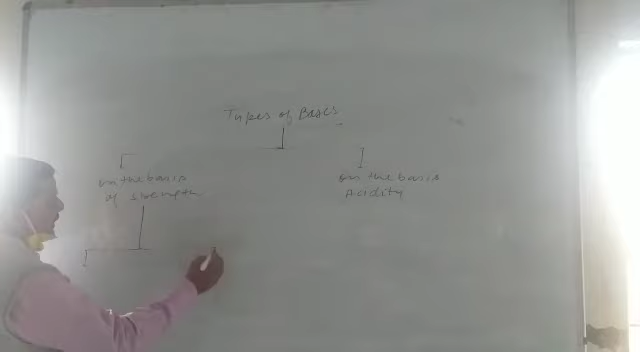 Types of Bases
on the basis
of strength
on the basis
Acidity